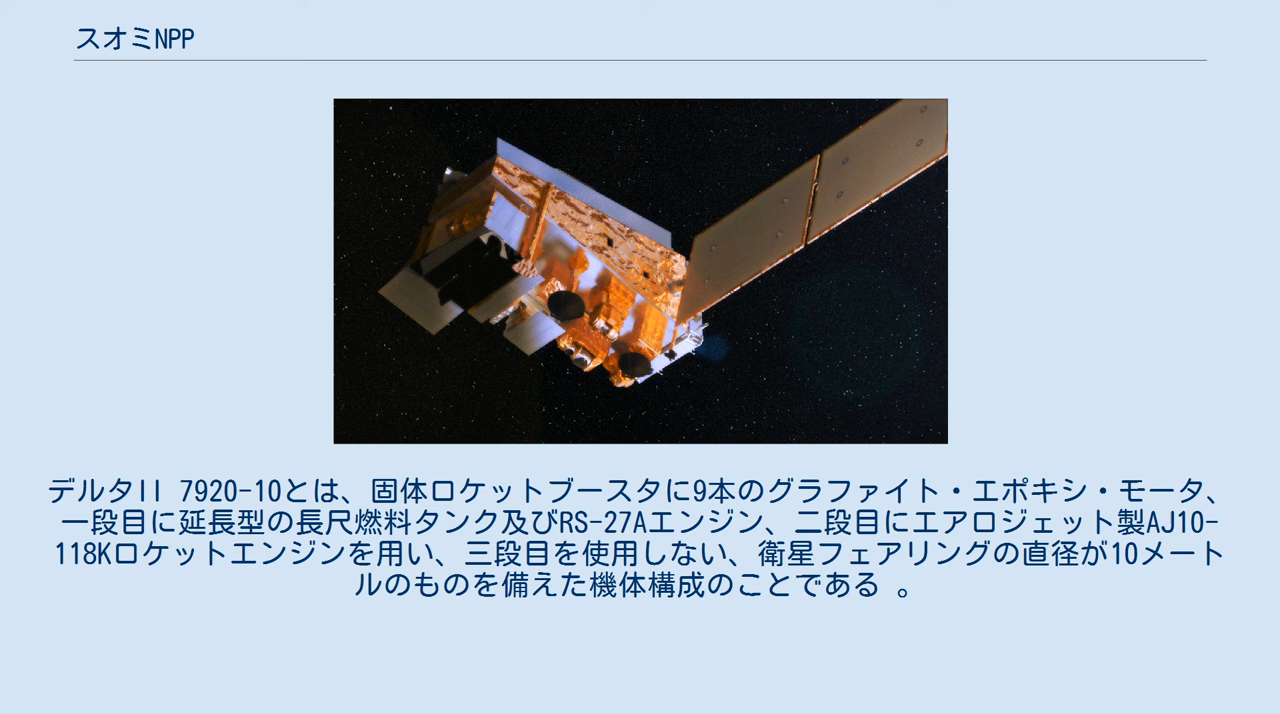 スオミNPP
デルタII 7920-10とは、固体ロケットブースタに9本のグラファイト・エポキシ・モータ、
一段目に延長型の長尺燃料タンク及びRS-27Aエンジン、二段目にエアロジェット製AJ10-
118Kロケットエンジンを用い、三段目を使用しない、衛星フェアリングの直径が10メート
ルのものを備えた機体構成のことである 。